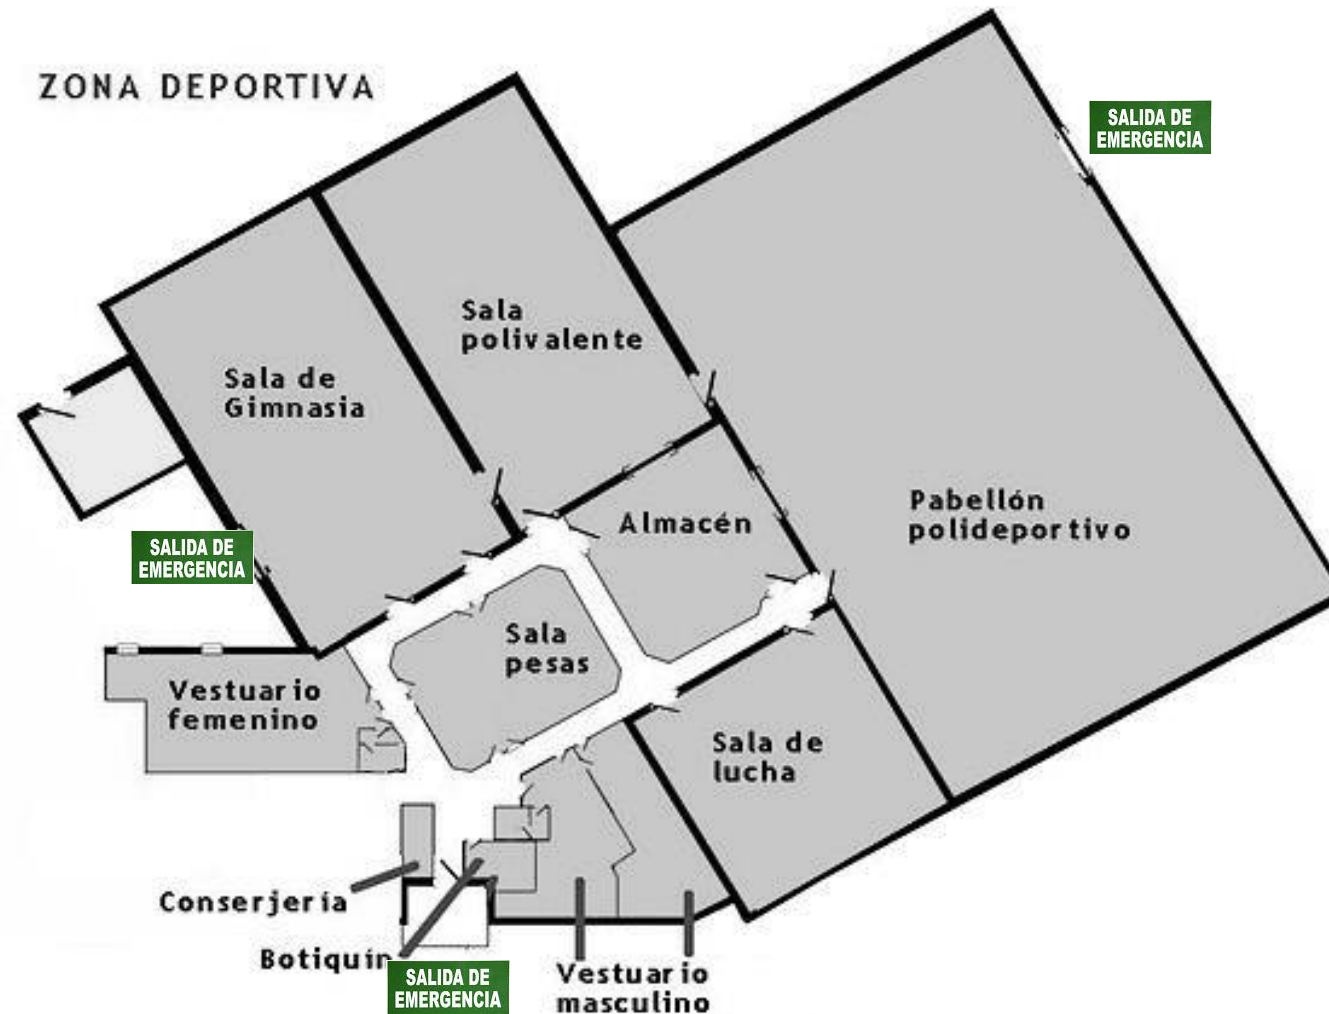 ZONA DEPORTIVA
SALIDA DE
EMERGENCIA
Sala
polivalente
Sala de
Gimnasia
Pabellón
polideportivo
Almacén
SALIDA DE
EMERGENCIA
Sala
pesas
Vestuario
femenino
Sala de
lucha
Conserjería
Botiquín
SALIDA DE
EMERGENCIA
Vestuario
masculino